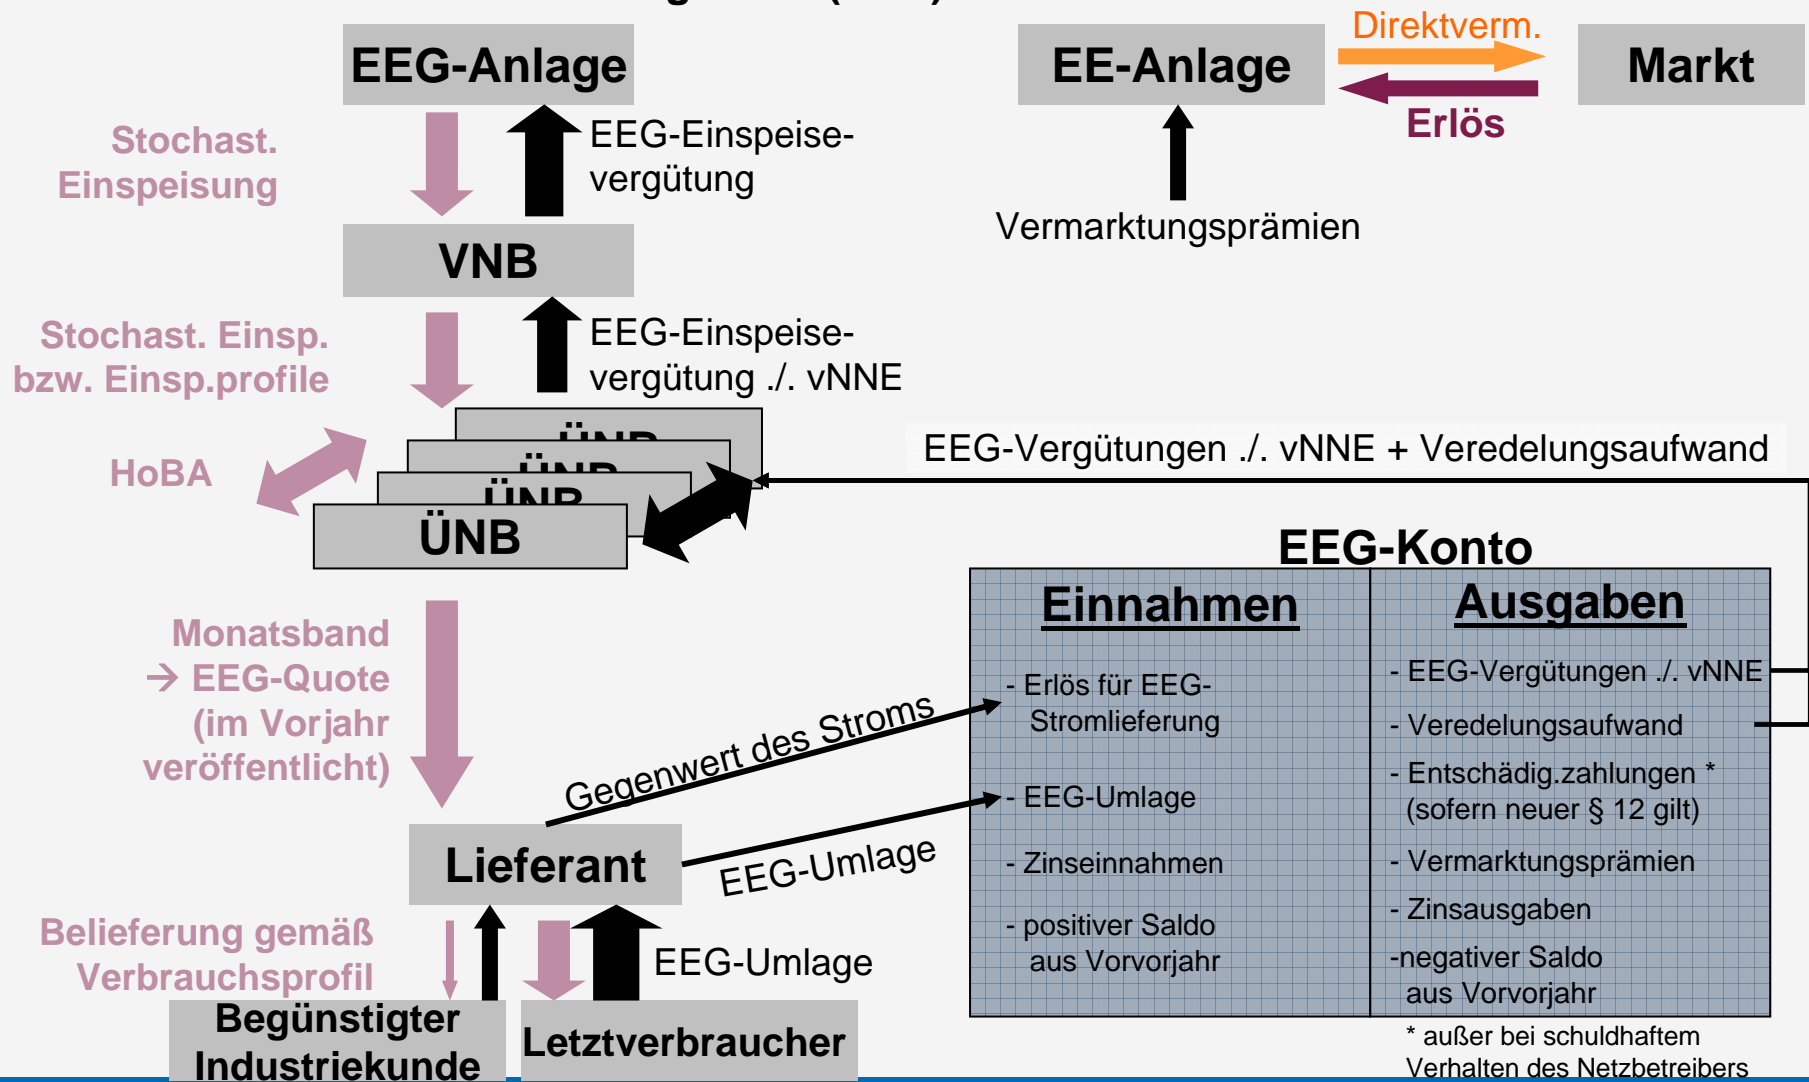 EEG-Anlage
EE-Anlage
Direktverm.
Erlös
Markt
Stochast.
Einspeisung
EEG-Einspeise-
vergütung
Vermarktungsprämien
VNB
Stochast. Einsp.
bzw. Einsp.profile
EEG-Einspeise-
vergütung ./. vNNE
HoBA
ÜNB
ÜNB
ÜNB
ÜNB
EEG-Vergütungen ./. vNNE + Veredelungsaufwand
Monatsband
→ EEG-Quote
(im Vorjahr
veröffentlicht)
Gegenwert des Stroms
EEG-Umlage
Lieferant
Belieferung gemäß
Verbrauchsprofil
EEG-Umlage
Begünstigter
Industriekunde
Letztverbraucher
EEG-Konto
Einnahmen
- Erlös für EEG-
Stromlieferung
- EEG-Umlage
- Zinseinnahmen
- positiver Saldo
aus Vorvorjahr
Ausgaben
- EEG-Vergütungen ./. vNNE
- Veredelungsaufwand
- Entschädig.zahlungen *
(sofern neuer § 12 gilt)
- Vermarktungsprämien
- Zinsausgaben
-negativer Saldo
aus Vorvorjahr
* außer bei schuldhaftem
Verhalten des Netzbetreibers